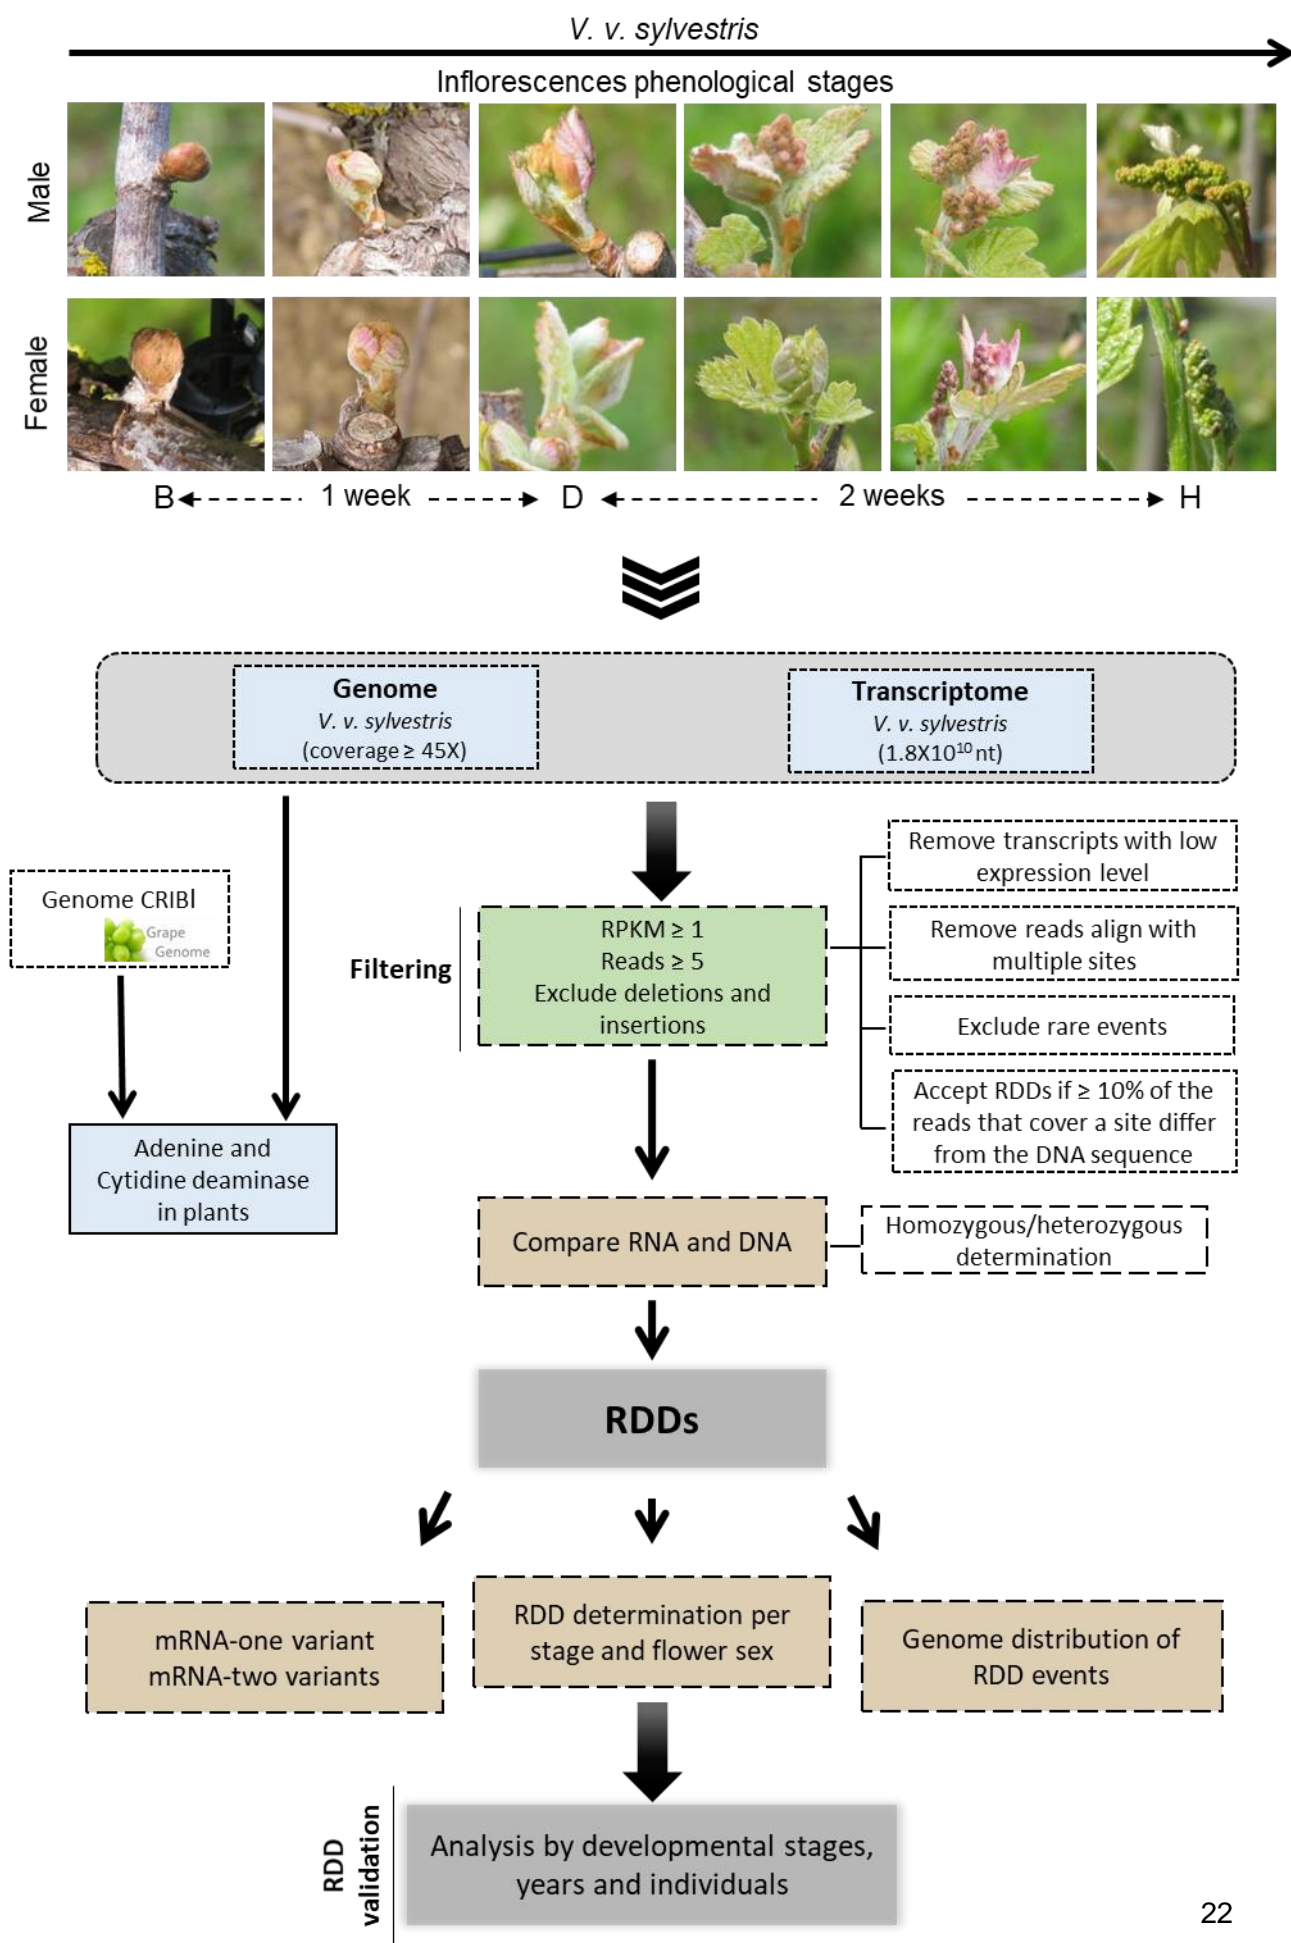 V. v. sylvestris
Inflorescences phenological stages
Male
Female
B 1 week D 2 weeks H
Genome
V. v. sylvestris
(coverage ≥ 45X)
Transcriptome
V. v. sylvestris
(1.8X10¹⁰ nt)
Genome CRIBI
Grape
Genome
Adenine and
Cytidine deaminase
in plants
Filtering
RPKM ≥ 1
Reads ≥ 5
Exclude deletions and
insertions
Remove transcripts with low
expression level
Remove reads align with
multiple sites
Exclude rare events
Accept RDDs if ≥ 10% of the
reads that cover a site differ
from the DNA sequence
Compare RNA and DNA
Homozygous/heterozygous
determination
RDDs
mRNA-one variant
mRNA-two variants
RDD determination per
stage and flower sex
Genome distribution of
RDD events
RDD
validation
Analysis by developmental stages,
years and individuals
22